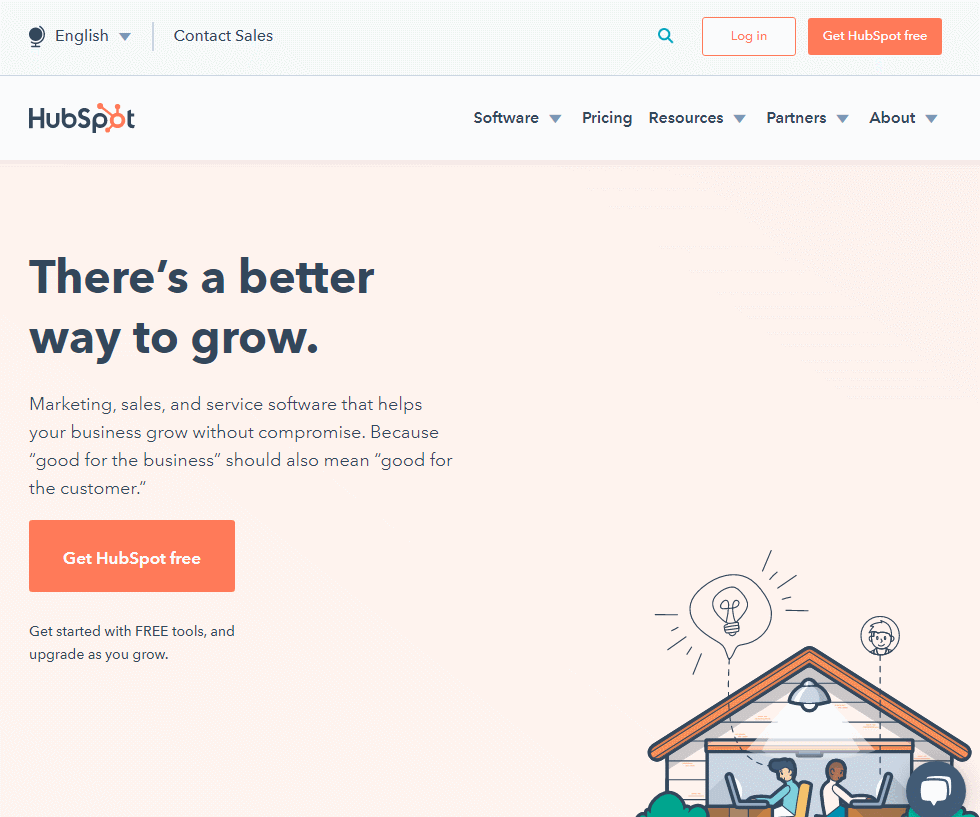 English Contact Sales Log in Get HubSpot free
HubSpot Software Pricing Resources Partners About
There’s a better
way to grow.
Marketing, sales, and service software that helps
your business grow without compromise. Because
“good for the business” should also mean “good for
the customer.”
Get HubSpot free
Get started with FREE tools, and
upgrade as you grow.